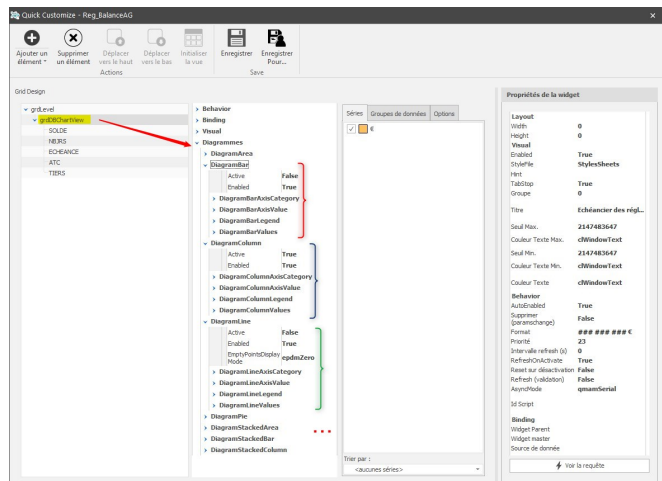 Quick Customize - Reg_BalanceAG
Ajouter un élément
Supprimer un élément
Déplacer vers le haut
Déplacer vers le bas
Initialiser la vue
Enregistrer
Enregistrer Pour...
Actions
Save
Grid Design
grdLevel
grdDBChartView
SOLDE
NBJRS
ECHEANCE
ATC
TIERS
Behavior
Binding
Visual
Diagrammes
DiagramArea
DiagramBar
Active False
Enabled True
DiagramBarAxisCategory
DiagramBarAxisValue
DiagramBarLegend
DiagramBarValues
DiagramColumn
Active True
Enabled True
DiagramColumnAxisCategory
DiagramColumnAxisValue
DiagramColumnLegend
DiagramColumnValues
DiagramLine
Active False
Enabled True
EmptyPointsDisplay Mode epdmZero
DiagramLineAxisCategory
DiagramLineAxisValue
DiagramLineLegend
DiagramLineValues
DiagramPie
DiagramStackedArea
DiagramStackedBar
DiagramStackedColumn
Séries Groupes de données Options
€
Trier par :
<aucunes séries>
Propriétés de la widget
Layout
Width 0
Height 0
Visual
Enabled True
StyleFile StylesSheets
Hint
TabStop True
Groupe 0
Titre Echéancier des régl...
Seuil Max. 2147483647
Couleur Texte Max. clWindowText
Seuil Min. 2147483647
Couleur Texte Min. clWindowText
Couleur Texte clWindowText
Behavior
AutoEnabled True
Supprimer (paramschange) False
Format ### ### ### €
Priorité 23
Intervalle refresh (s) 0
RefreshOnActivate True
Reset sur désactivation False
Refresh (validation) False
AsyncMode qmamSerial
Id Script
Binding
Widget Parent
Widget master
Source de donnée
Voir la requête